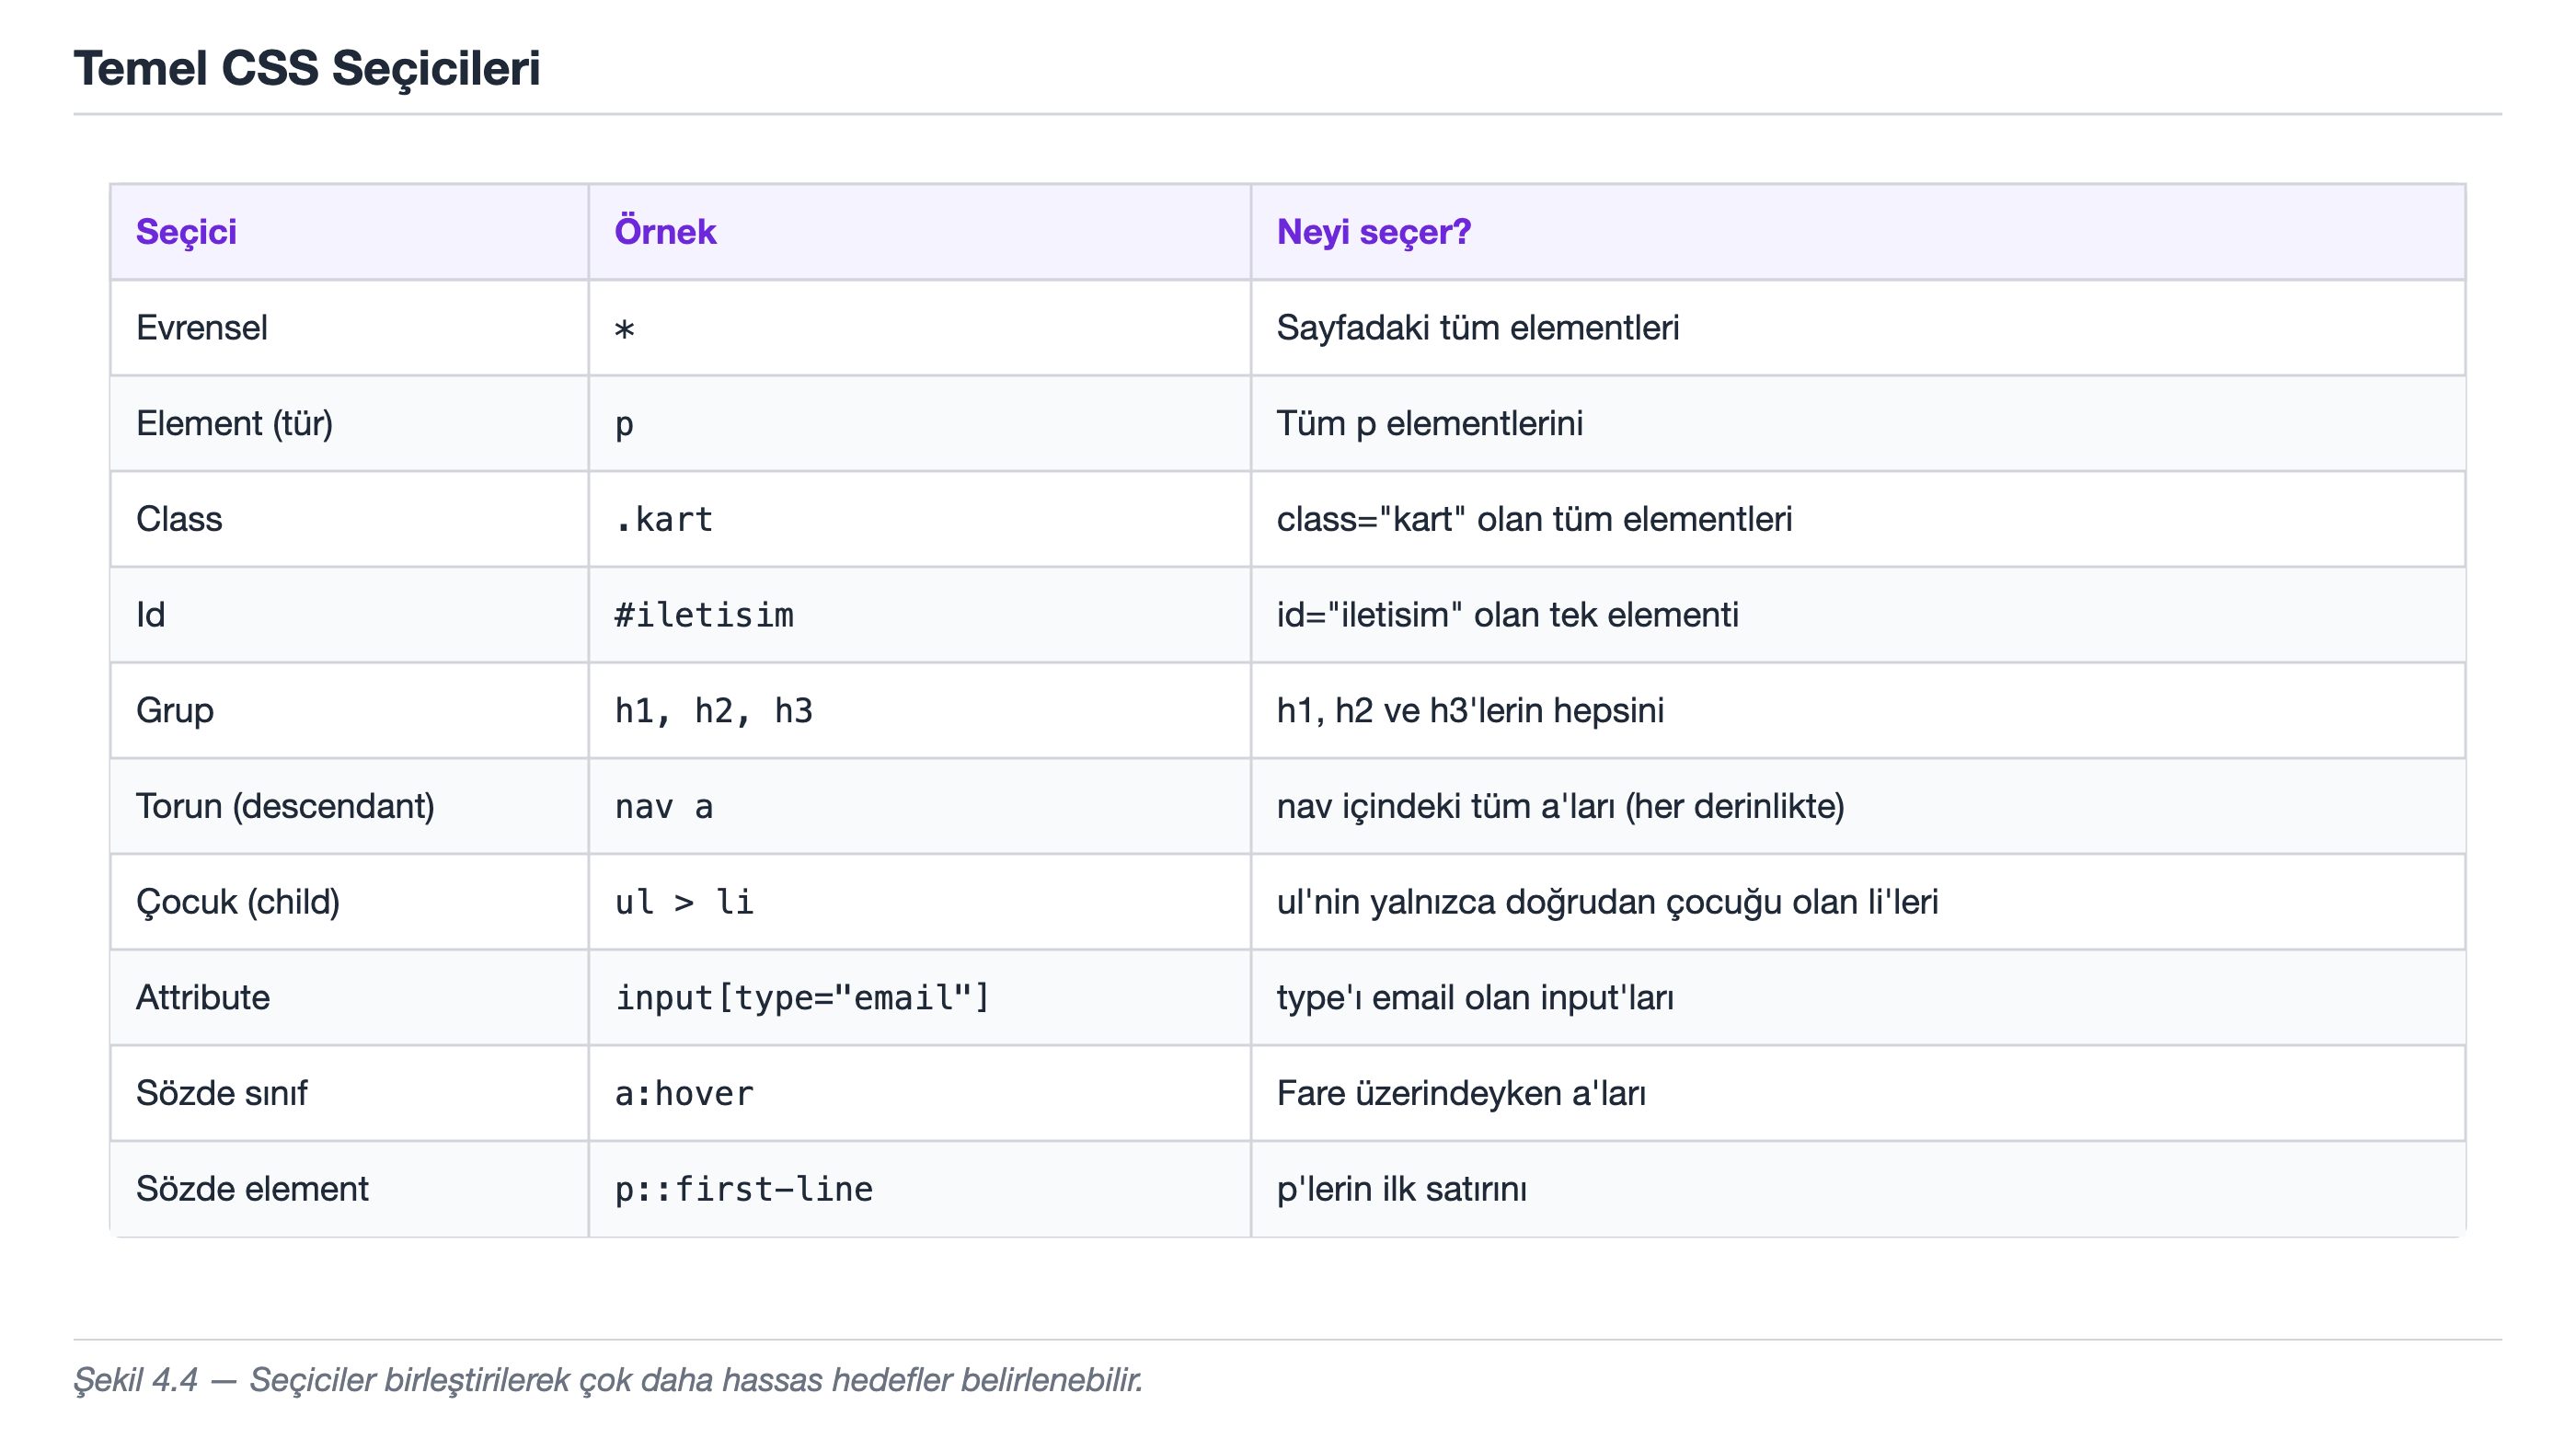 Temel CSS Seçicileri
Seçici Örnek Neyi seçer?
Evrensel * Sayfadaki tüm elementleri
Element (tür) p Tüm p elementlerini
Class .kart class="kart" olan tüm elementleri
Id #iletisim id="iletisim" olan tek elementi
Grup h1, h2, h3 h1, h2 ve h3'lerin hepsini
Torun (descendant) nav a nav içindeki tüm a'ları (her derinlikte)
Çocuk (child) ul > li ul'nin yalnızca doğrudan çocuğu olan li'leri
Attribute input[type="email"] type'ı email olan input'ları
Sözde sınıf a:hover Fare üzerindeyken a'ları
Sözde element p::first-line p'lerin ilk satırını
Şekil 4.4 — Seçiciler birleştirilerek çok daha hassas hedefler belirlenebilir.